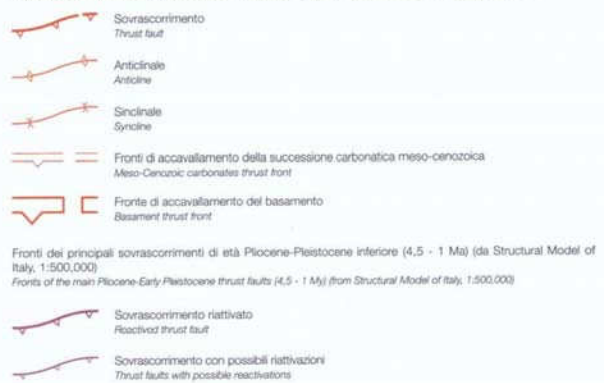 Sovrascorrimento
Thrust fault
Anticlinale
Anticline
Sinclinale
Syncline
Fronti di accavallamento della successione carbonatica meso-cenozoica
Meso-Cenozoic carbonates thrust front
Fronte di accavallamento del basamento
Basament thrust front
Fronti dei principali sovrascorrimenti di età Pliocene-Pleistocene inferiore (4,5 - 1 Ma) (da Structural Model of
Italy, 1:500,000)
Fronts of the main Pliocene-Early Pleistocene thrust faults (4,5 - 1 My) (from Structural Model of Italy, 1:500,000)
Sovrascorrimento riattivato
Reactived thrust fault
Sovrascorrimento con possibili riattivazioni
Thrust faults with possible reactivations